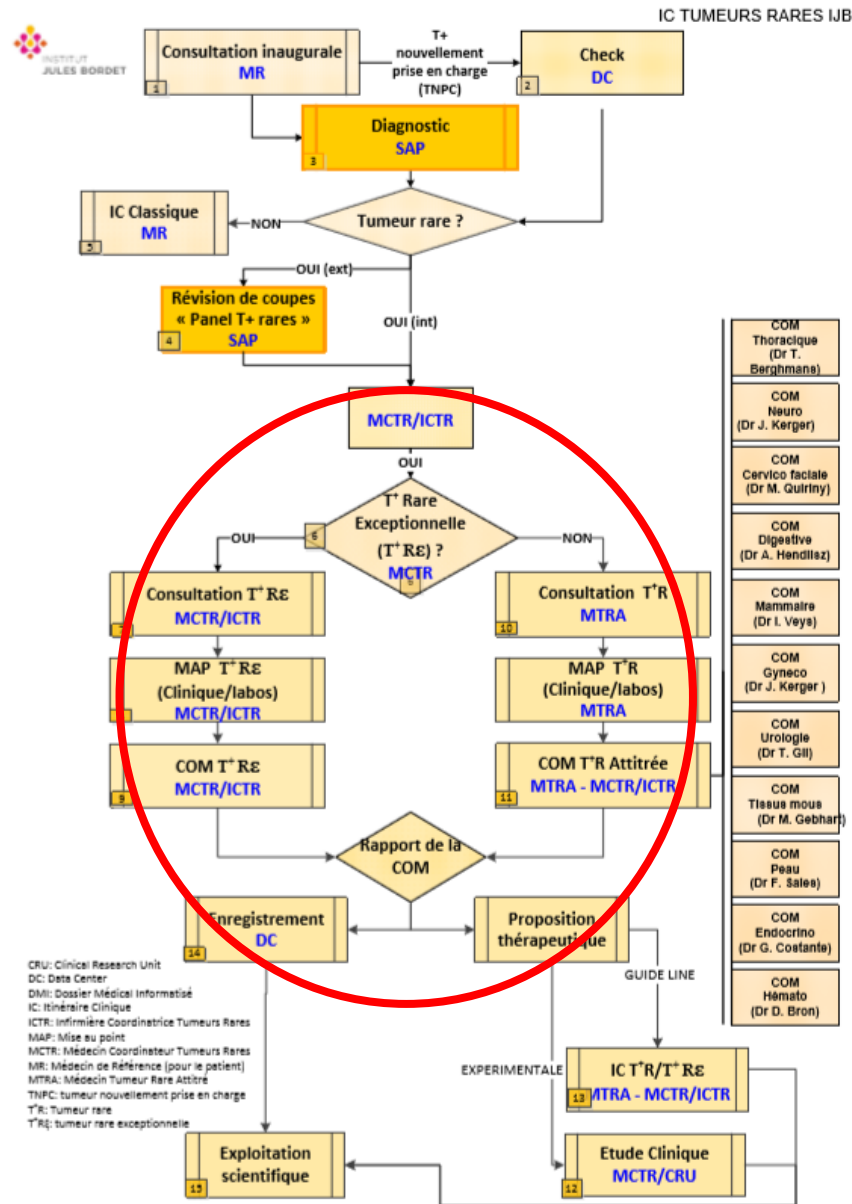 IC TUMEURS RARES IJB
INSTITUT
JULES BORDET
Consultation inaugurale
MR
1
T+
nouvellement
prise en charge
(TNPC)
Check
DC
2
Diagnostic
SAP
3
IC Classique
MR
5
NON
Tumeur rare ?
OUI (ext)
Révision de coupes
« Panel T+ rares »
SAP
4
OUI (int)
MCTR/ICTR
OUI
T⁺ Rare
Exceptionnelle
(T⁺ Rε) ?
MCTR
6
OUI
NON
Consultation T⁺ Rε
MCTR/ICTR
7
Consultation T⁺R
MTRA
10
MAP T⁺ Rε
(Clinique/labos)
MCTR/ICTR
MAP T⁺R
(Clinique/labos)
MTRA
COM T⁺ Rε
MCTR/ICTR
9
COM T⁺R Attitrée
MTRA - MCTR/ICTR
11
Rapport de la
COM
Enregistrement
DC
14
Proposition
thérapeutique
GUIDE LINE
EXPERIMENTALE
IC T⁺R/T⁺ Rε
MTRA - MCTR/ICTR
13
Exploitation
scientifique
15
Etude Clinique
MCTR/CRU
12
COM
Thoracique
(Dr T.
Berghmans)
COM
Neuro
(Dr J. Kerger)
COM
Cervico faciale
(Dr M. Quiriny)
COM
Digestive
(Dr A. Hendlisz)
COM
Mammaire
(Dr I. Veys)
COM
Gyneco
(Dr J. Kerger )
COM
Urologie
(Dr T. Gil)
COM
Tissus mous
(Dr M. Gebhart)
COM
Peau
(Dr F. Sales)
COM
Endocrino
(Dr G. Costante)
COM
Hémato
(Dr D. Bron)
CRU: Clinical Research Unit
DC: Data Center
DMI: Dossier Médical Informatisé
IC: Itinéraire Clinique
ICTR: Infirmière Coordinatrice Tumeurs Rares
MAP: Mise au point
MCTR: Médecin Coordinateur Tumeurs Rares
MR: Médecin de Référence (pour le patient)
MTRA: Médecin Tumeur Rare Attitré
TNPC: tumeur nouvellement prise en charge
T⁺R: Tumeur rare
T⁺Rξ: tumeur rare exceptionnelle